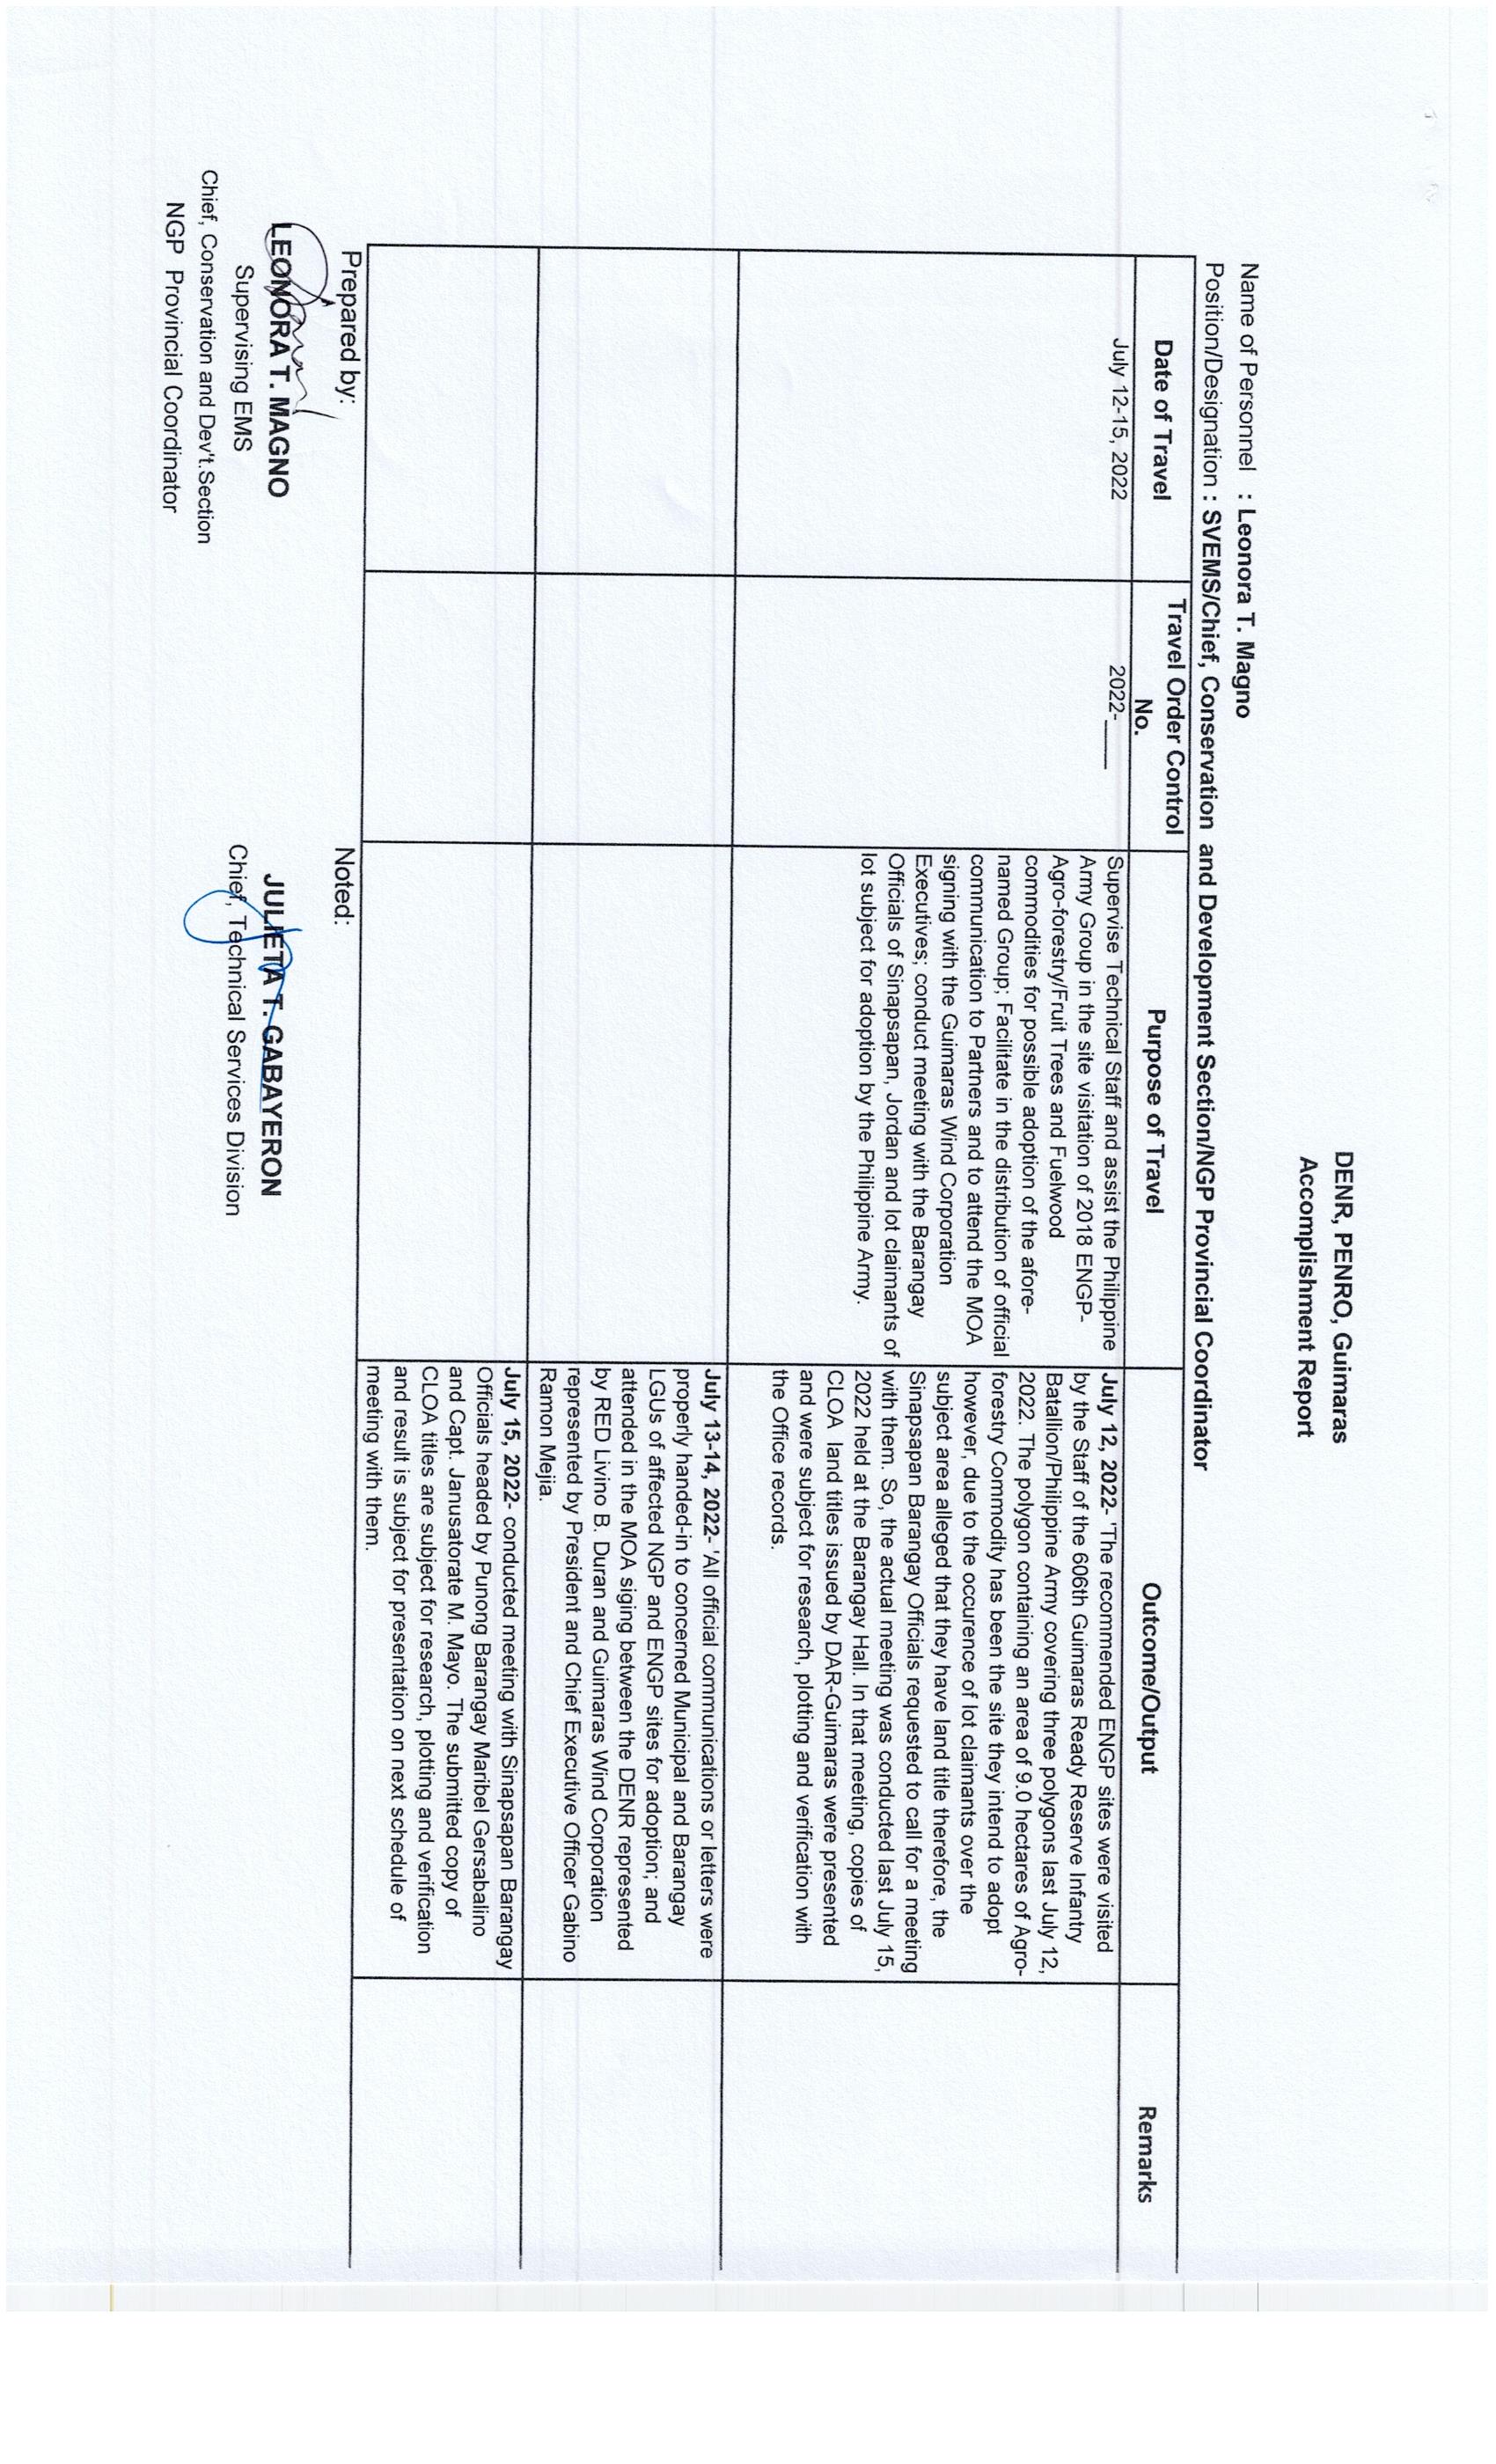 DENR, PENRO, Guimaras
Accomplishment Report
Name of Personnel : Leonora T. Magno
Position/Designation : SVEMS/Chief, Conservation and Development Section/NGP Provincial Coordinator
Date of Travel
Travel Order Control
No.
Purpose of Travel
Outcome/Output
Remarks
July 12-15, 2022
2022-_____
Supervise Technical Staff and assist the Philippine
Army Group in the site visitation of 2018 ENGP-
Agro-forestry/Fruit Trees and Fuelwood
commodities for possible adoption of the afore-
named Group; Facilitate in the distribution of official
communication to Partners and to attend the MOA
signing with the Guimaras Wind Corporation
Executives; conduct meeting with the Barangay
Officials of Sinapsapan, Jordan and lot claimants of
lot subject for adoption by the Philippine Army.
July 12, 2022- 'The recommended ENGP sites were visited
by the Staff of the 606th Guimaras Ready Reserve Infantry
Batallion/Philippine Army covering three polygons last July 12,
2022. The polygon containing an area of 9.0 hectares of Agro-
forestry Commodity has been the site they intend to adopt
however, due to the occurence of lot claimants over the
subject area alleged that they have land title therefore, the
Sinapsapan Barangay Officials requested to call for a meeting
with them. So, the actual meeting was conducted last July 15,
2022 held at the Barangay Hall. In that meeting, copies of
CLOA land titles issued by DAR-Guimaras were presented
and were subject for research, plotting and verification with
the Office records.
July 13-14, 2022- 'All official communications or letters were
properly handed-in to concerned Municipal and Barangay
LGUs of affected NGP and ENGP sites for adoption; and
attended in the MOA siging between the DENR represented
by RED Livino B. Duran and Guimaras Wind Corporation
represented by President and Chief Executive Officer Gabino
Ramon Mejia.
July 15, 2022- conducted meeting with Sinapsapan Barangay
Officials headed by Punong Barangay Maribel Gersabalino
and Capt. Janusatorate M. Mayo. The submitted copy of
CLOA titles are subject for research, plotting and verification
and result is subject for presentation on next schedule of
meeting with them.
Prepared by:
LEONORA T. MAGNO
Supervising EMS
Chief, Conservation and Dev't.Section
NGP Provincial Coordinator
Noted:
JULIETA T. GABAYERON
Chief, Technical Services Division